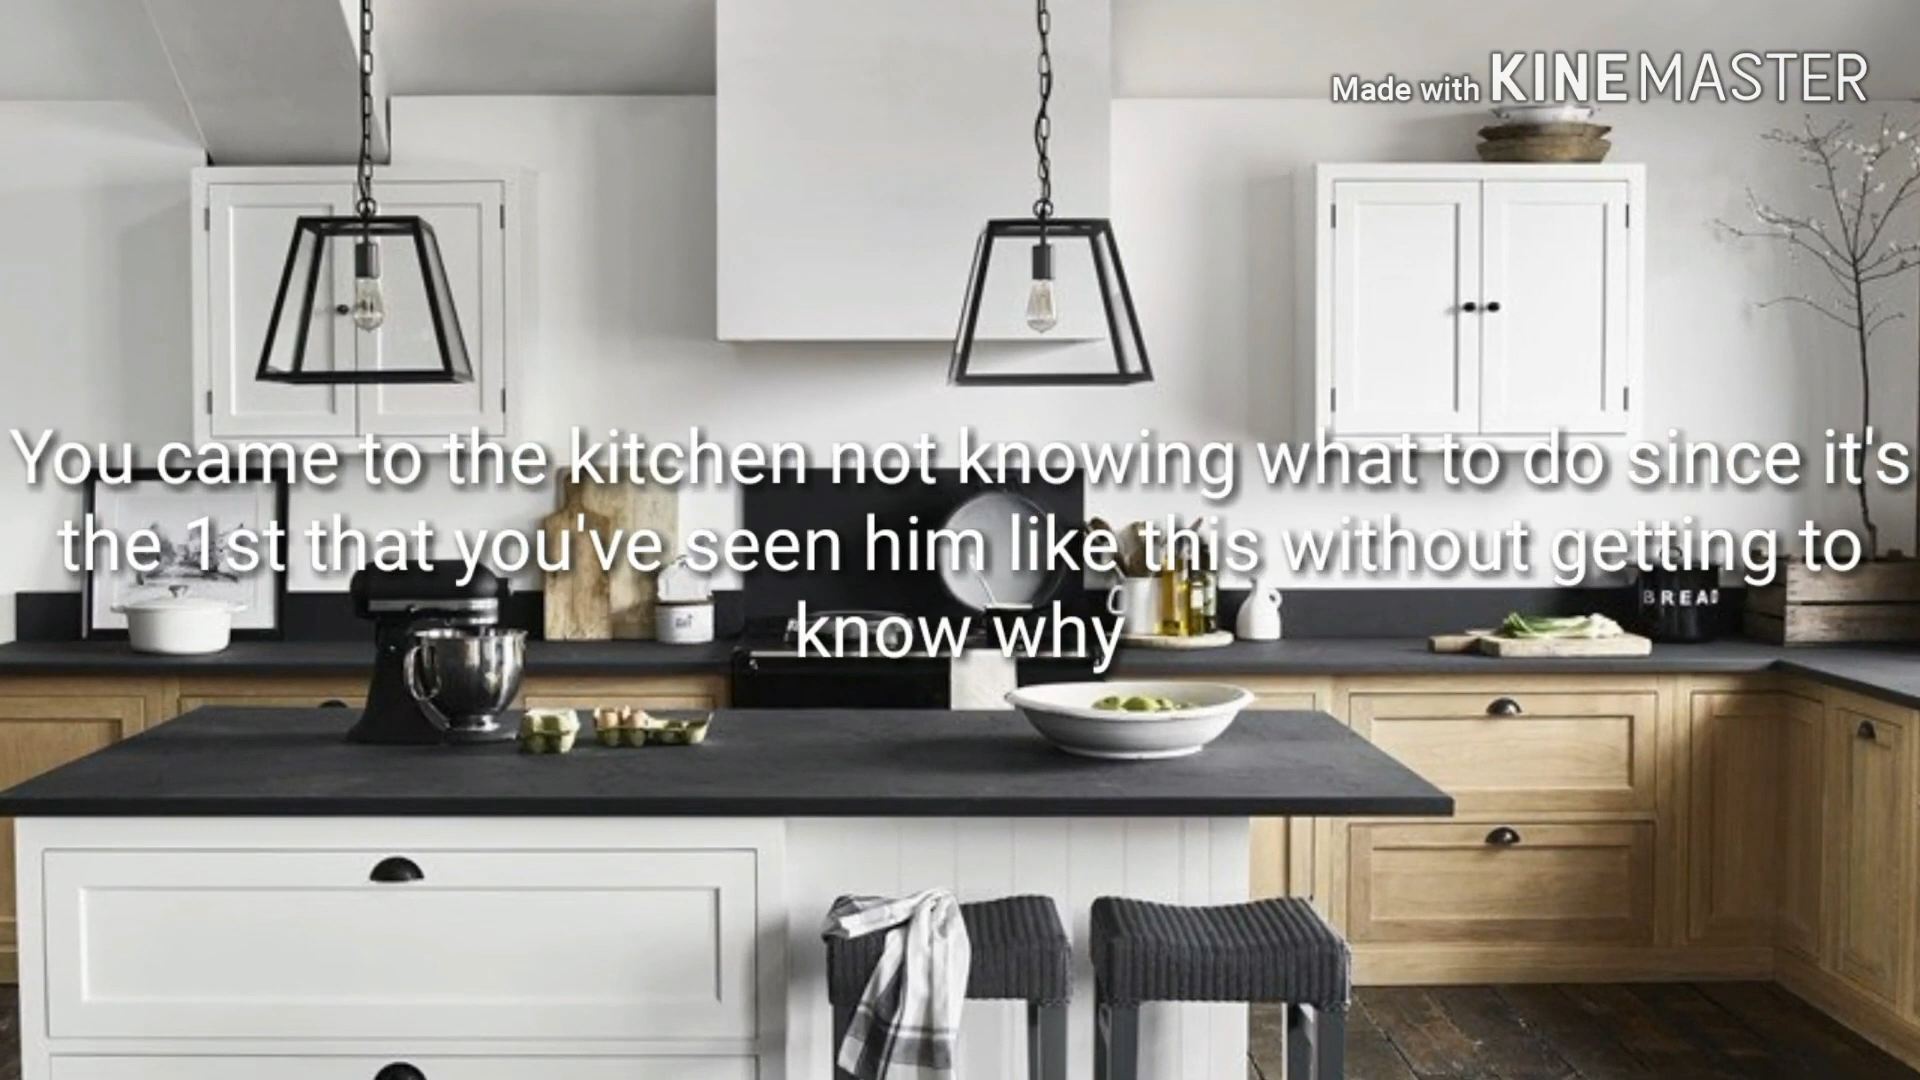 Made with KINEMASTER
You came to the kitchen not knowing what to do since it's
the 1st that you've seen him like this without getting to
know why
BREAD